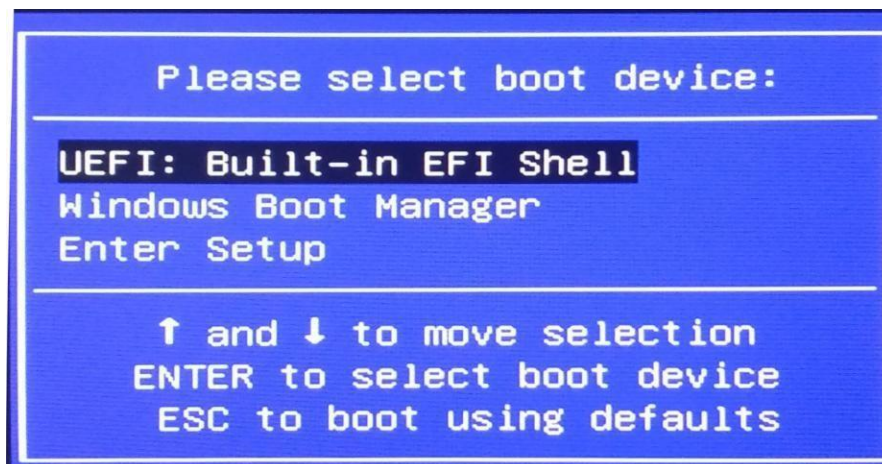 Please select boot device:
UEFI: Built-in EFI Shell
Windows Boot Manager
Enter Setup
↑ and ↓ to move selection
ENTER to select boot device
ESC to boot using defaults